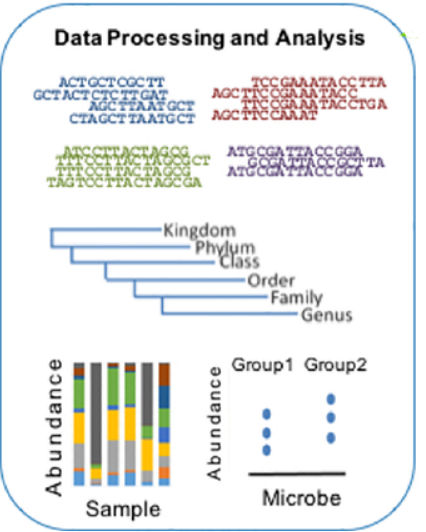 Data Processing and Analysis
ACTGCTCGCTT
GCTACTCTCTTGAT
AGCTTAATGCT
CTAGCTTAATGCT
TCCGAAATACCTTA
AGCTTCCGAAATACC
TTCCGAAATACCTGA
AGCTTCCAAAT
ATCCTTACTAGCG
TTTCCTTACTAGCGCT
TTTCCTTACTAGCG
TAGTCCTTACTAGCGA
ATGCGATTACCGGA
GCGATTACCGCTTA
ATGCGATTACCGGA
Kingdom
Phylum
Class
Order
Family
Genus
Abundance
Sample
Abundance
Group1 Group2
Microbe